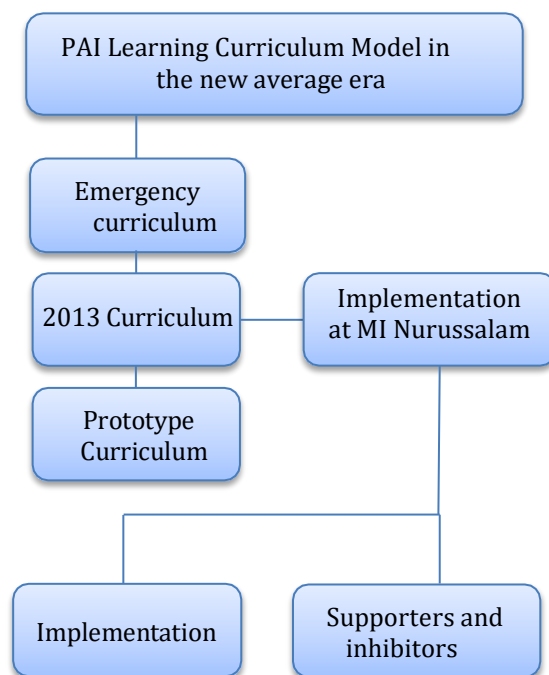 PAI Learning Curriculum Model in
the new average era
Emergency
curriculum
2013 Curriculum
Implementation
at MI Nurussalam
Prototype
Curriculum
Implementation
Supporters and
inhibitors